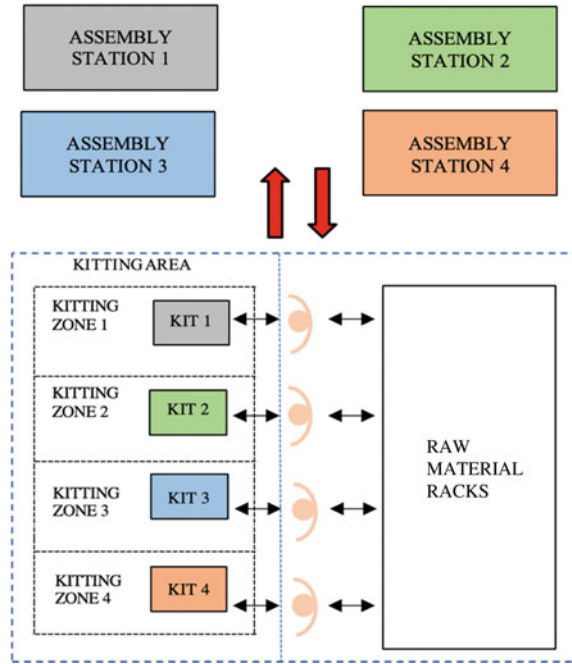 ASSEMBLY
STATION 1
ASSEMBLY
STATION 2
ASSEMBLY
STATION 3
ASSEMBLY
STATION 4
KITTING AREA
KITTING
ZONE 1
KIT 1
KITTING
ZONE 2
KIT 2
KITTING
ZONE 3
KIT 3
KITTING
ZONE 4
KIT 4
RAW
MATERIAL
RACKS